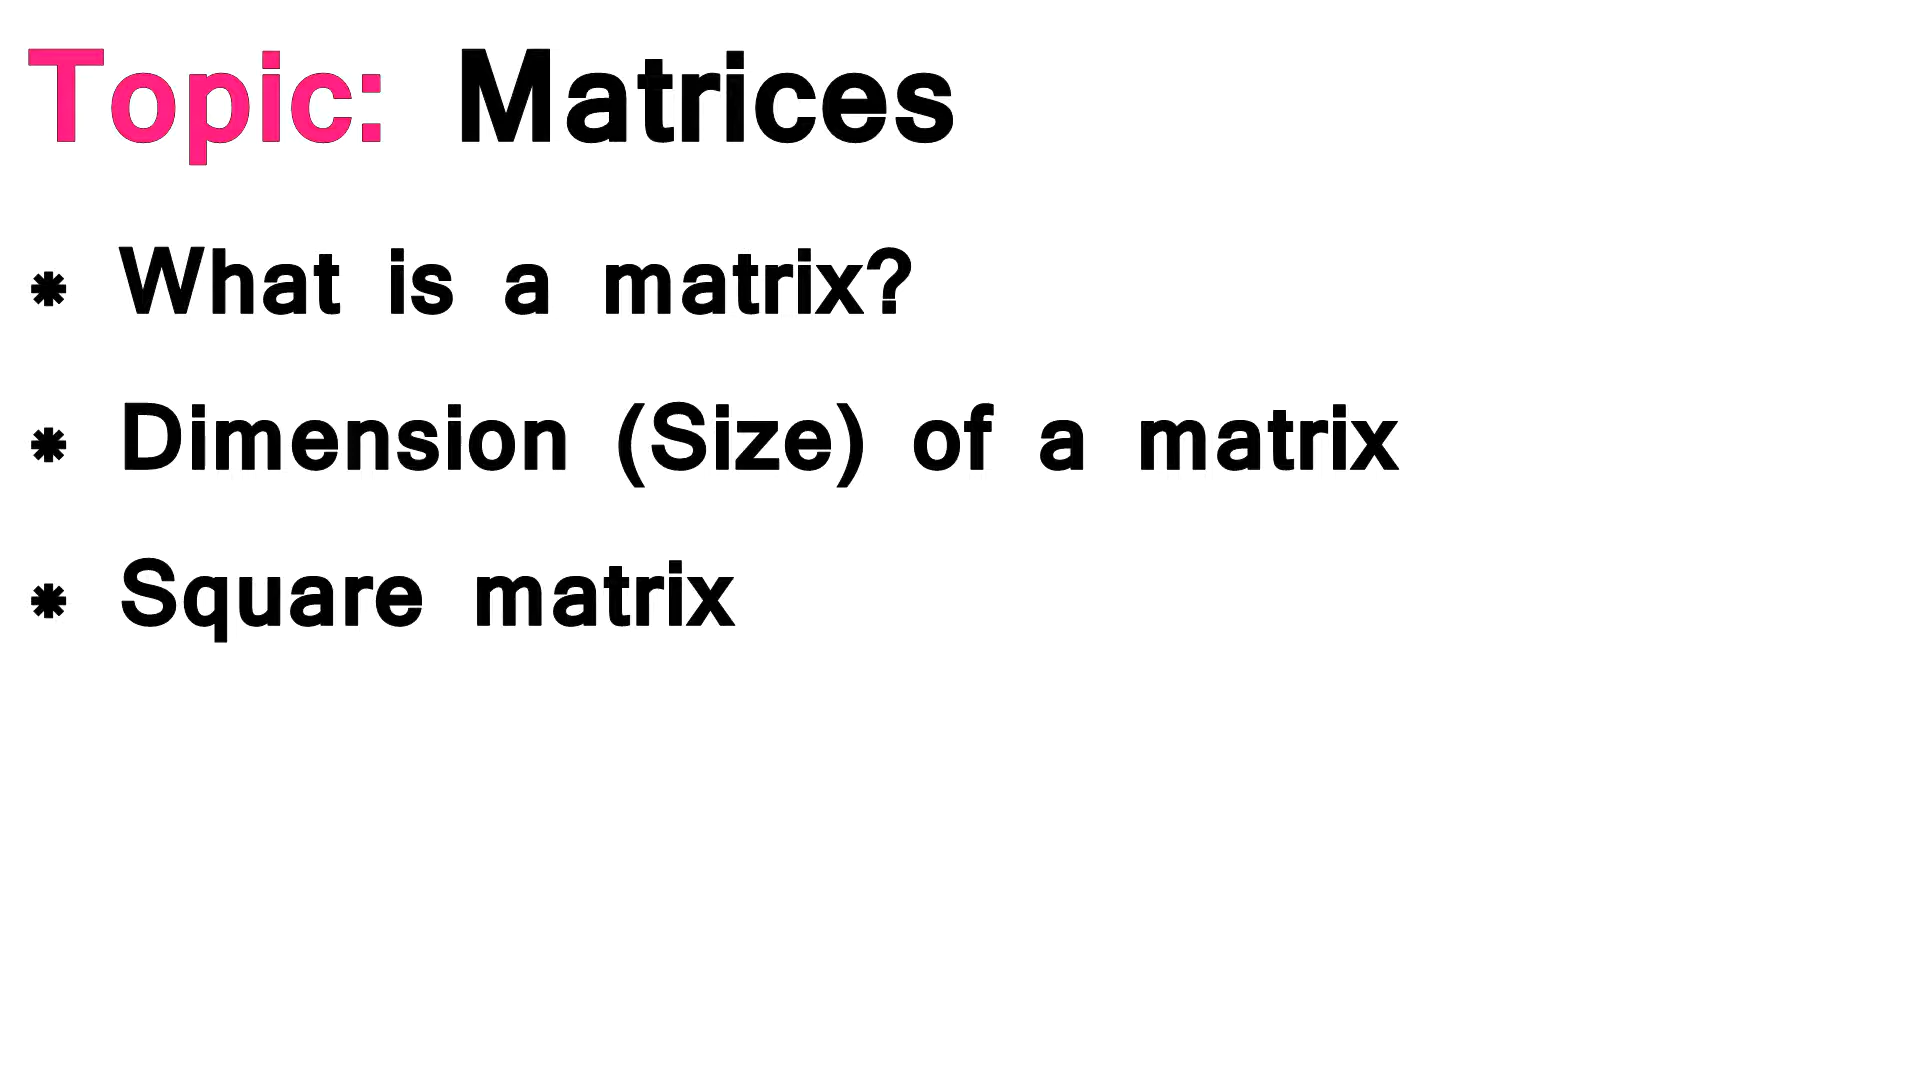 Topic: Matrices
* What is a matrix?
* Dimension (Size) of a matrix
* Square matrix